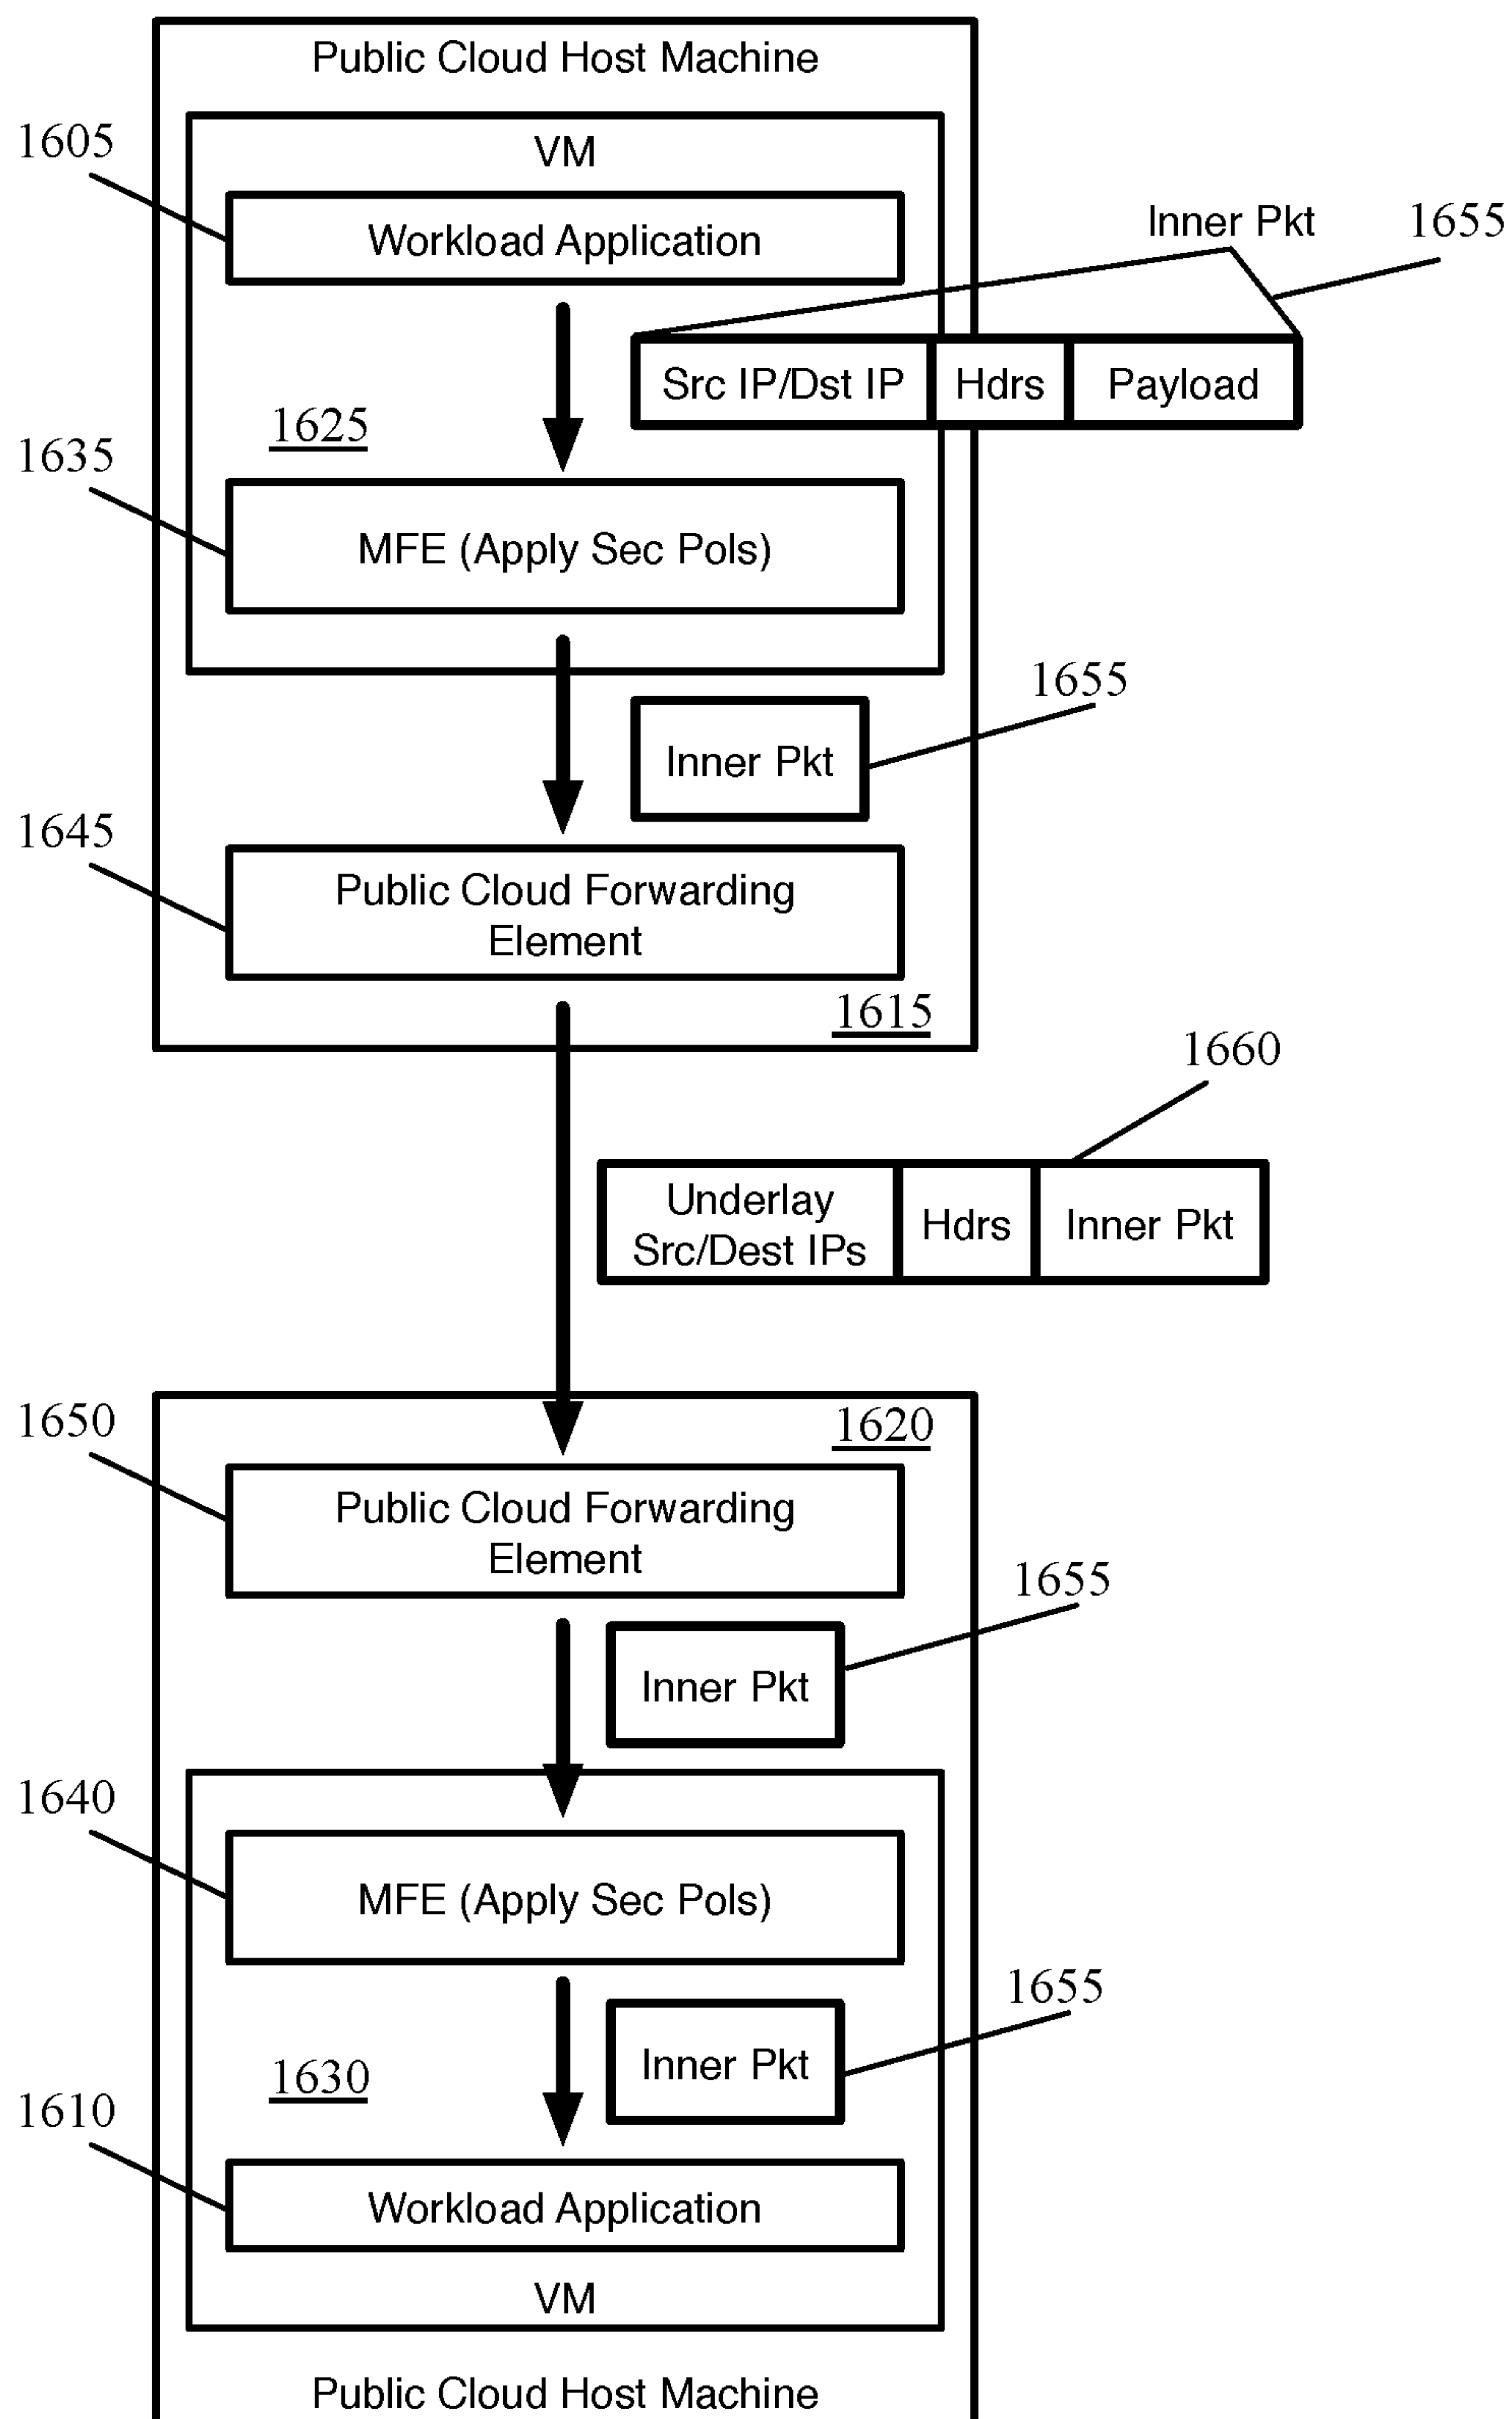 Public Cloud Host Machine
VM
1605
Workload Application
Inner Pkt
1655
Src IP/Dst IP
Hdrs
Payload
1625
1635
MFE (Apply Sec Pols)
1655
Inner Pkt
1645
Public Cloud Forwarding
Element
1615
1660
Underlay
Src/Dest IPs
Hdrs
Inner Pkt
1650
1620
Public Cloud Forwarding
Element
1655
Inner Pkt
1640
MFE (Apply Sec Pols)
1655
Inner Pkt
1630
1610
Workload Application
VM
Public Cloud Host Machine